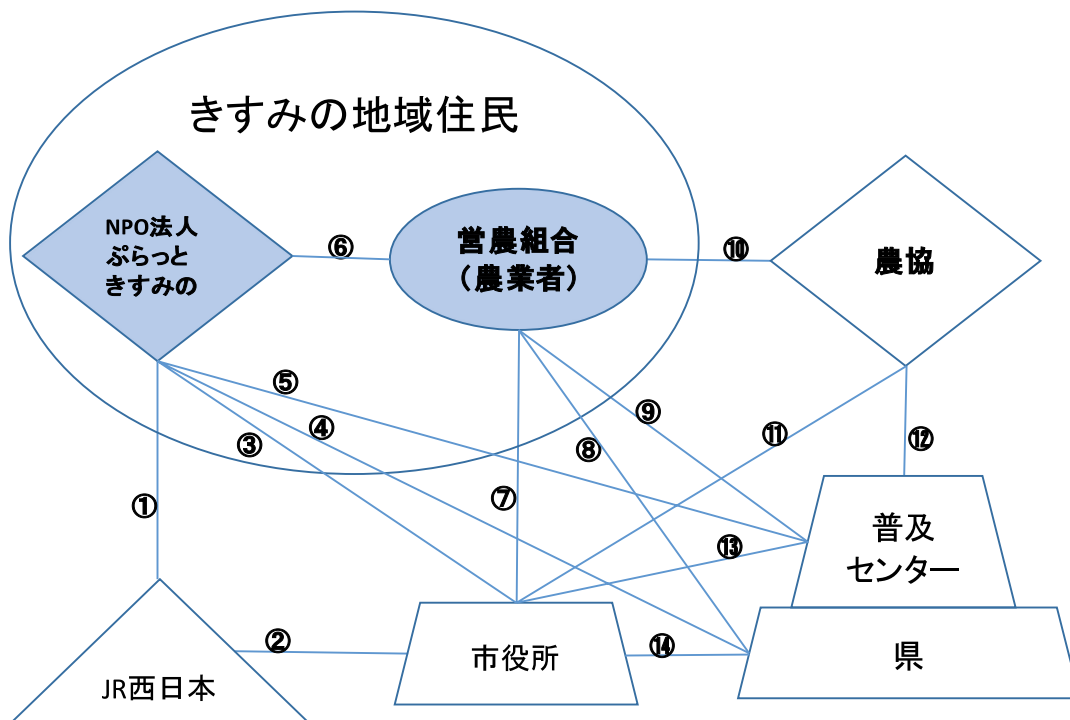 きすみの地域住民
NPO法人
ぷらっと
きすみの
⑥
営農組合
（農業者）
⑩
農協
⑤
④
③
⑨
⑧
⑪
⑫
①
⑦
⑬
普及
センター
②
市役所
⑭
県
JR西日本